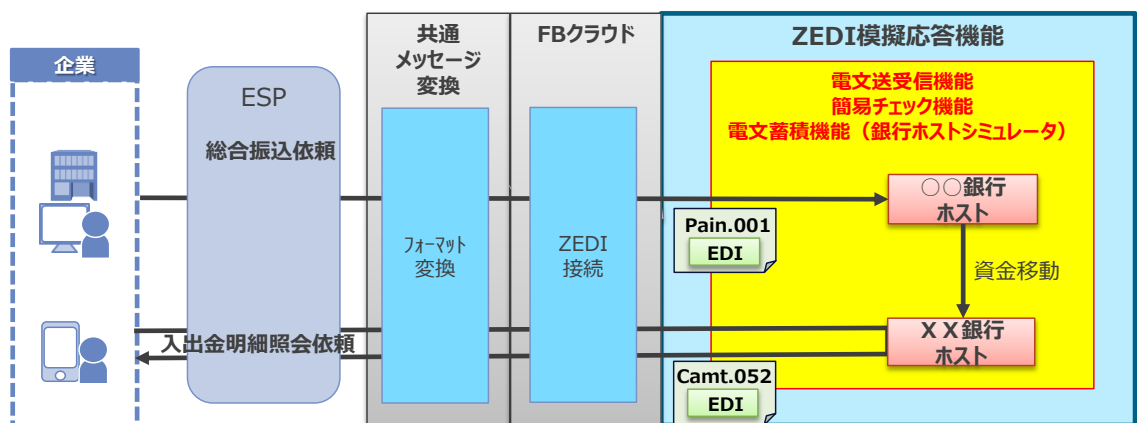 企業
ESP
総合振込依頼
入出金明細照会依頼
共通
メッセージ
変換
フォーマット
変換
FBクラウド
ZEDI
接続
ZEDI模擬応答機能
電文送受信機能
簡易チェック機能
電文蓄積機能（銀行ホストシミュレータ）
○○銀行
ホスト
Pain.001
EDI
資金移動
ＸＸ銀行
ホスト
Camt.052
EDI